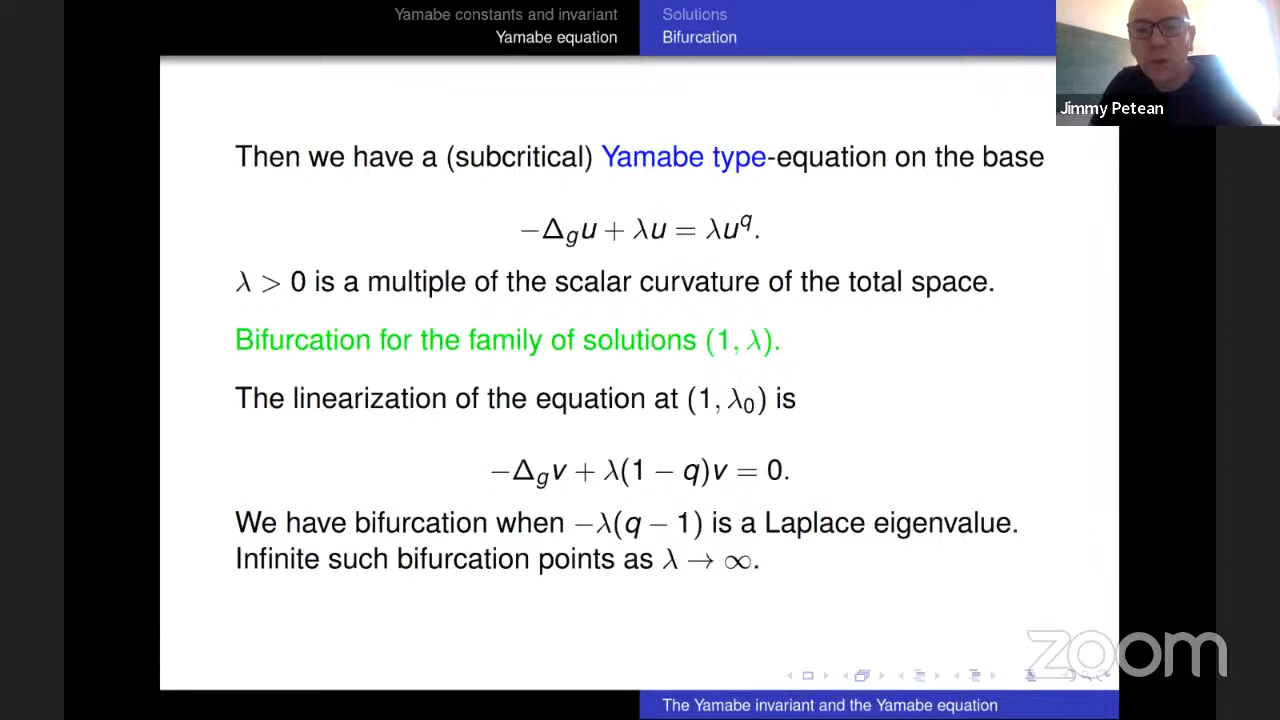 Yamabe constants and invariant
Yamabe equation
Solutions
Bifurcation
Jimmy Petean
Then we have a (subcritical) Yamabe type-equation on the base
−Δ_g u + λu = λu^q.
λ > 0 is a multiple of the scalar curvature of the total space.
Bifurcation for the family of solutions (1, λ).
The linearization of the equation at (1, λ₀) is
−Δ_g v + λ(1 − q)v = 0.
We have bifurcation when −λ(q − 1) is a Laplace eigenvalue.
Infinite such bifurcation points as λ → ∞.
zoom
The Yamabe invariant and the Yamabe equation